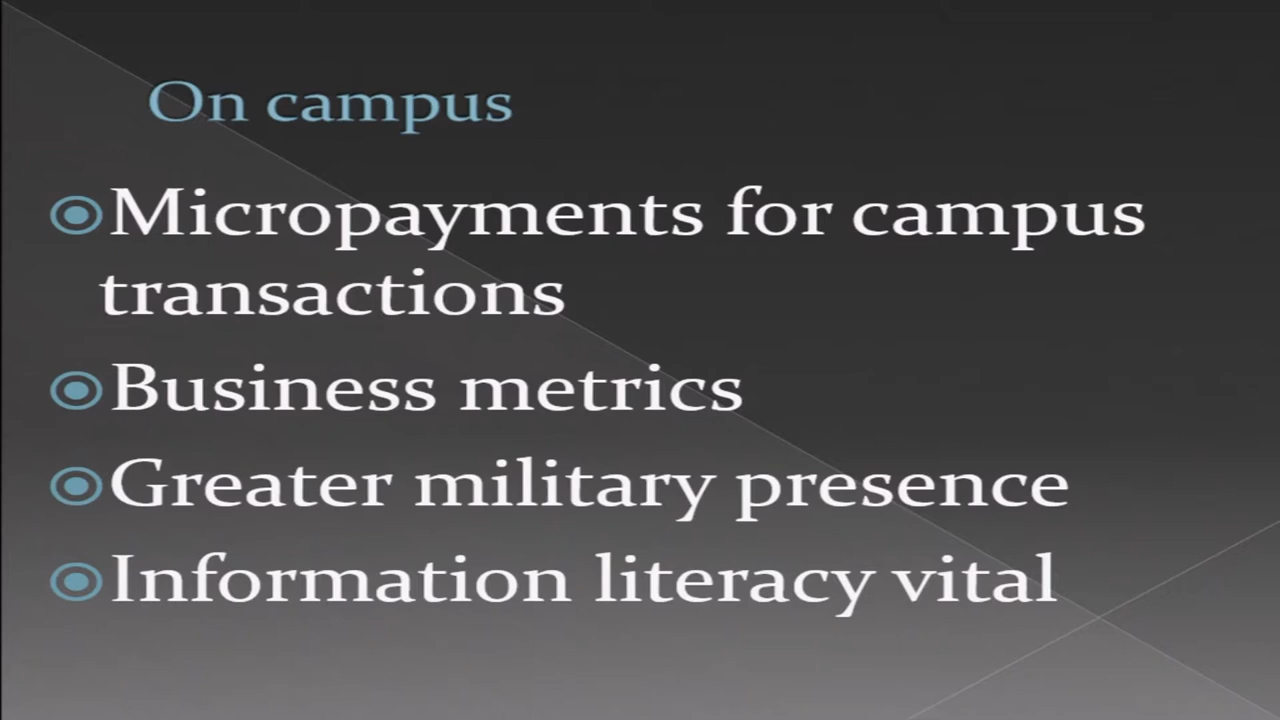 On campus
Micropayments for campus
transactions
Business metrics
Greater military presence
Information literacy vital